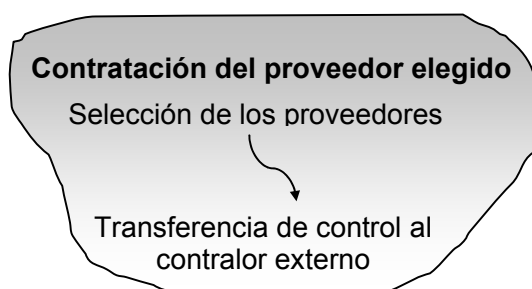 Contratación del proveedor elegido
Selección de los proveedores
Transferencia de control al
contralor externo